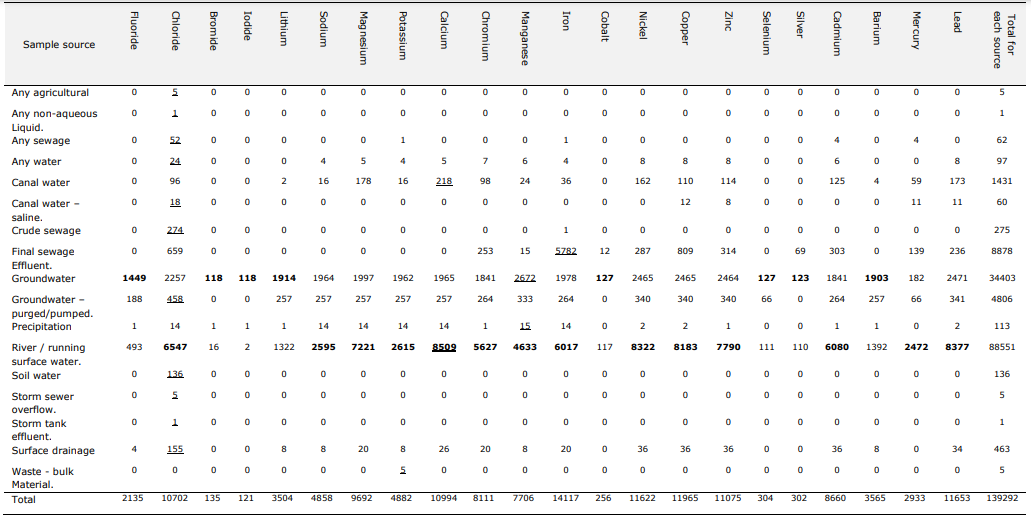 Sample source Fluoride Chloride Bromide Iodide Lithium Sodium Magnesium Potassium Calcium Chromium Manganese Iron Cobalt Nickel Copper Zinc Selenium Silver Cadmium Barium Mercury Lead Total for each source
Any agricultural 0 5 0 0 0 0 0 0 0 0 0 0 0 0 0 0 0 0 0 0 0 0 5
Any non-aqueous 0 1 0 0 0 0 0 0 0 0 0 0 0 0 0 0 0 0 0 0 0 0 1
Liquid.
Any sewage 0 52 0 0 0 0 0 1 0 0 0 1 0 0 0 0 0 0 4 0 4 0 62
Any water 0 24 0 0 0 4 5 4 5 7 6 4 0 8 8 8 0 0 6 0 0 8 97
Canal water 0 96 0 0 2 16 178 16 218 98 24 36 0 162 110 114 0 0 125 4 59 173 1431
Canal water – 0 18 0 0 0 0 0 0 0 0 0 0 0 0 12 8 0 0 0 0 11 11 60
saline.
Crude sewage 0 274 0 0 0 0 0 0 0 0 0 1 0 0 0 0 0 0 0 0 0 0 275
Final sewage 0 659 0 0 0 0 0 0 0 253 15 5782 12 287 809 314 0 69 303 0 139 236 8878
Effluent.
Groundwater 1449 2257 118 118 1914 1964 1997 1962 1965 1841 2672 1978 127 2465 2465 2464 127 123 1841 1903 182 2471 34403
Groundwater – 188 458 0 0 257 257 257 257 257 264 333 264 0 340 340 340 66 0 264 257 66 341 4806
purged/pumped.
Precipitation 1 14 1 1 1 14 14 14 14 1 15 14 0 2 2 1 0 0 1 1 0 2 113
River / running 493 6547 16 2 1322 2595 7221 2615 8509 5627 4633 6017 117 8322 8183 7790 111 110 6080 1392 2472 8377 88551
surface water.
Soil water 0 136 0 0 0 0 0 0 0 0 0 0 0 0 0 0 0 0 0 0 0 0 136
Storm sewer 0 5 0 0 0 0 0 0 0 0 0 0 0 0 0 0 0 0 0 0 0 0 5
overflow.
Storm tank 0 1 0 0 0 0 0 0 0 0 0 0 0 0 0 0 0 0 0 0 0 0 1
effluent.
Surface drainage 4 155 0 0 8 8 20 8 26 20 8 20 0 36 36 36 0 0 36 8 0 34 463
Waste - bulk 0 0 0 0 0 0 0 5 0 0 0 0 0 0 0 0 0 0 0 0 0 0 5
Material.
Total 2135 10702 135 121 3504 4858 9692 4882 10994 8111 7706 14117 256 11622 11965 11075 304 302 8660 3565 2933 11653 139292